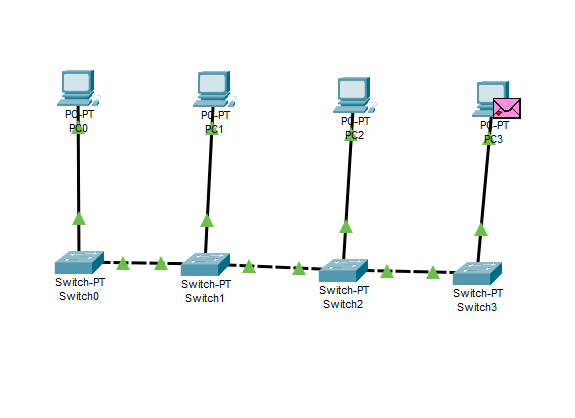 PC-PT
PC0
PC-PT
PC1
PC-PT
PC2
PC-PT
PC3
Switch-PT
Switch0
Switch-PT
Switch1
Switch-PT
Switch2
Switch-PT
Switch3